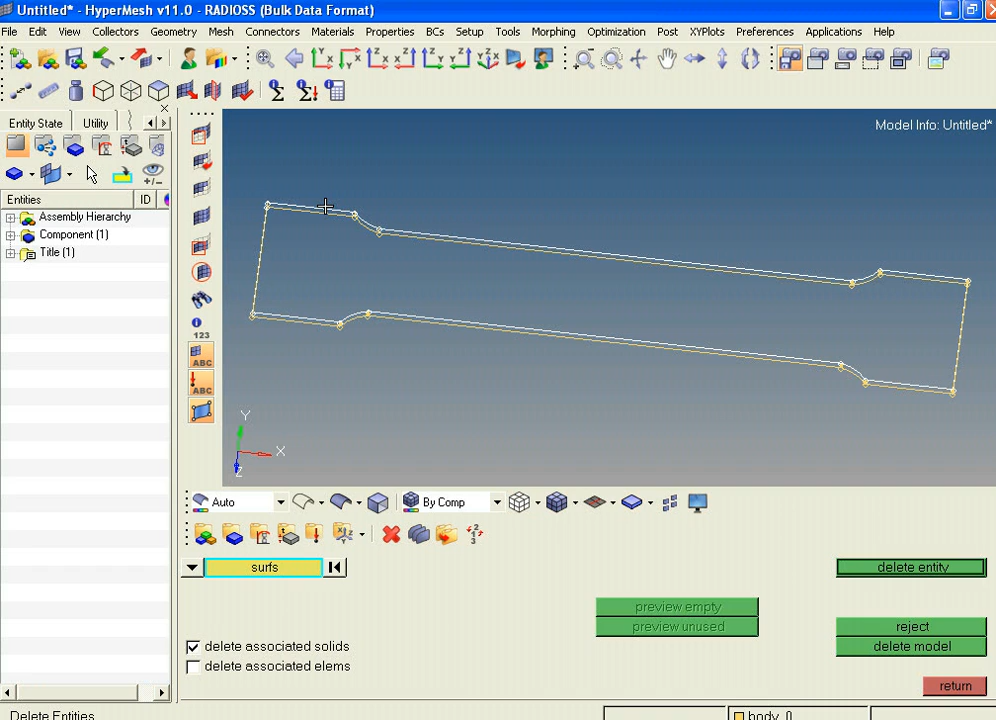 Untitled* - HyperMesh v11.0 - RADIOSS (Bulk Data Format)
File Edit View Collectors Geometry Mesh Connectors Materials Properties BCs Setup Tools Morphing Optimization Post XYPlots Preferences Applications Help
Entity State Utility
Model Info: Untitled*
Entities ID
Assembly Hierarchy
Component (1)
Title (1)
123
ABC
ABC
Y
X
Z
Auto By Comp
surfs
delete entity
preview empty
preview unused
reject
delete associated solids
delete model
delete associated elems
return
Delete Entities
body_0